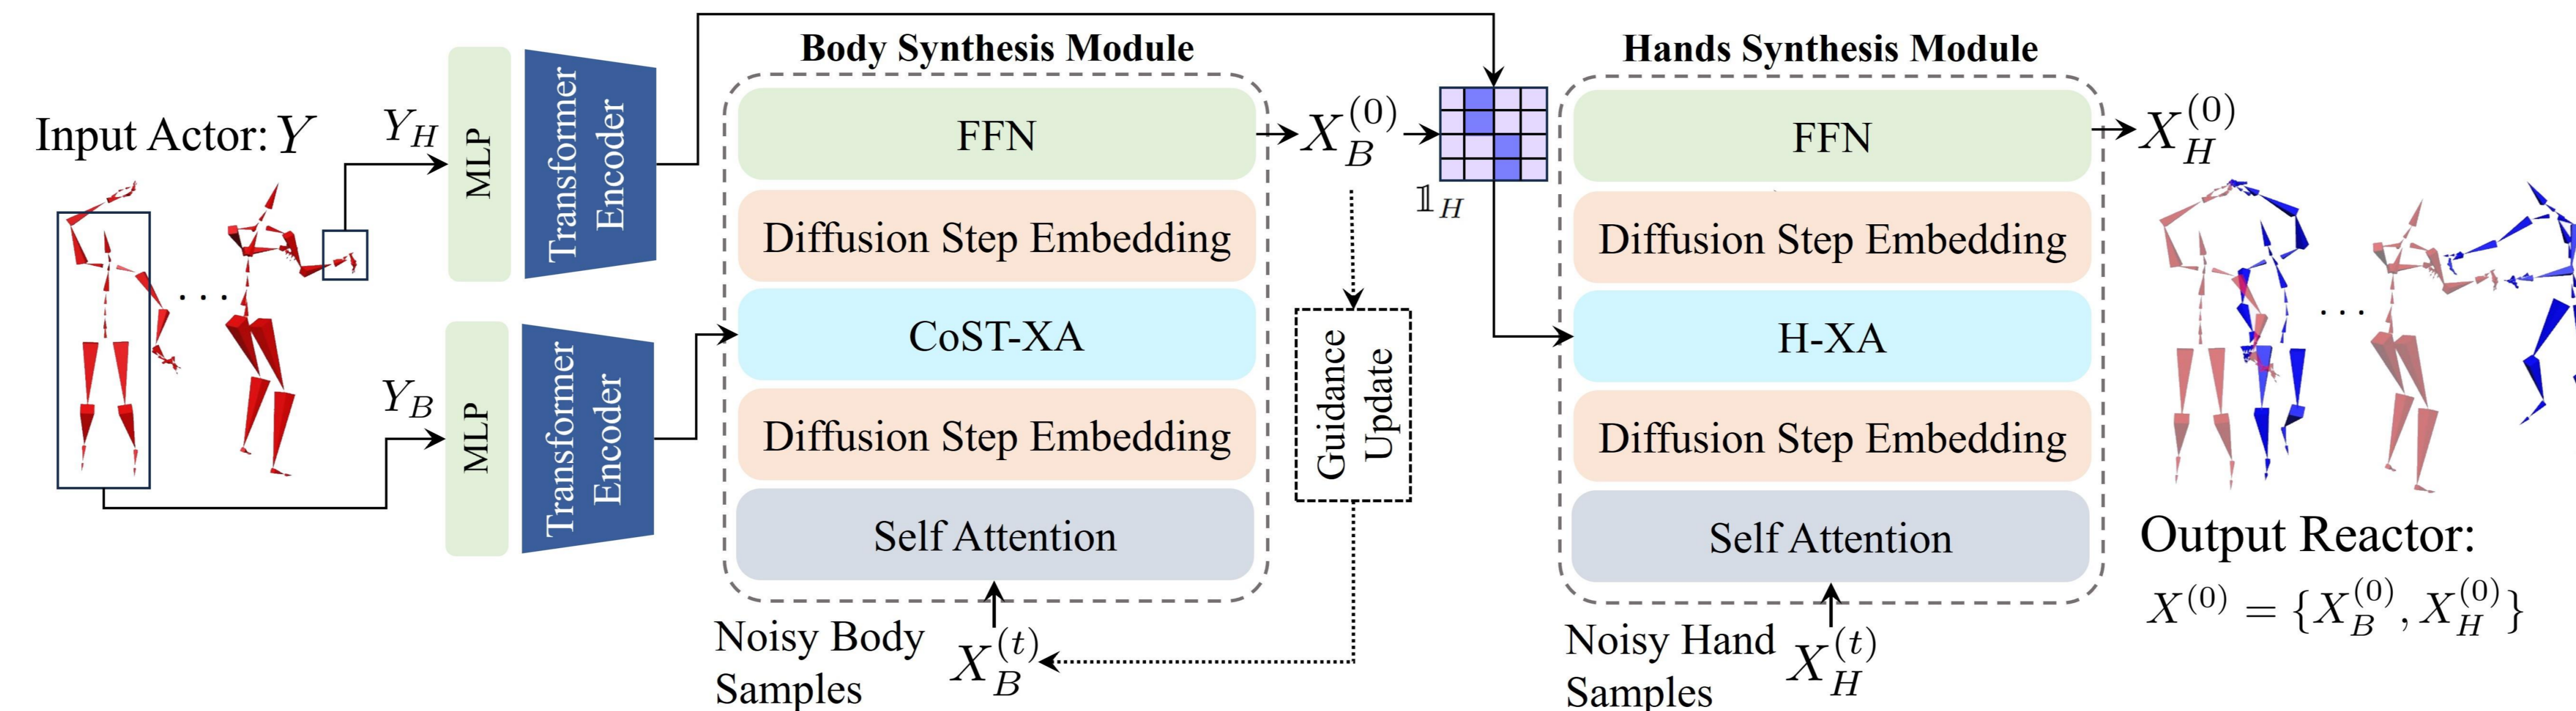 Input Actor: Y
Y_H
MLP
Transformer
Encoder
Y_B
MLP
Transformer
Encoder
Body Synthesis Module
FFN
Diffusion Step Embedding
CoST-XA
Diffusion Step Embedding
Self Attention
Noisy Body
Samples
X_B^{(t)}
X_B^{(0)}
Guidance
Update
𝟙_H
Hands Synthesis Module
FFN
Diffusion Step Embedding
H-XA
Diffusion Step Embedding
Self Attention
Noisy Hand
Samples
X_H^{(t)}
X_H^{(0)}
Output Reactor:
X^{(0)} = {X_B^{(0)}, X_H^{(0)}}